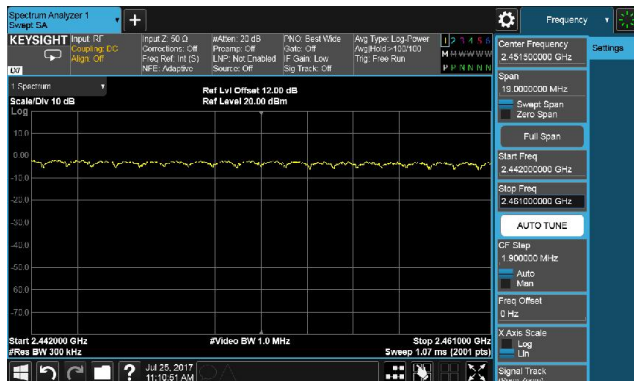 Spectrum Analyzer 1
Swept SA
Frequency
KEYSIGHT
Input: RF
Coupling: DC
Align: Off
Input Z: 50 Ω
Corrections: Off
Freq Ref: Int (S)
NFE: Adaptive
#Atten: 20 dB
Preamp: Off
LNP: Not Enabled
Source: Off
PNO: Best Wide
Gate: Off
IF Gain: Low
Sig Track: Off
Avg Type: Log-Power
Avg|Hold:>100/100
Trig: Free Run
1 2 3 4 5 6
M W W W W W
P P N N N N
LXI
1 Spectrum
Scale/Div 10 dB
Ref Lvl Offset 12.00 dB
Ref Level 20.00 dBm
Log
10.0
0.00
-10.0
-20.0
-30.0
-40.0
-50.0
-60.0
-70.0
Start 2.442000 GHz
#Res BW 300 kHz
#Video BW 1.0 MHz
Stop 2.461000 GHz
Sweep 1.07 ms (2001 pts)
Jul 25, 2017
11:10:51 AM
Center Frequency
2.451500000 GHz
Settings
Span
19.0000000 MHz
Swept Span
Zero Span
Full Span
Start Freq
2.442000000 GHz
Stop Freq
2.461000000 GHz
AUTO TUNE
CF Step
1.900000 MHz
Auto
Man
Freq Offset
0 Hz
X Axis Scale
Log
Lin
Signal Track
(Span Zoom)